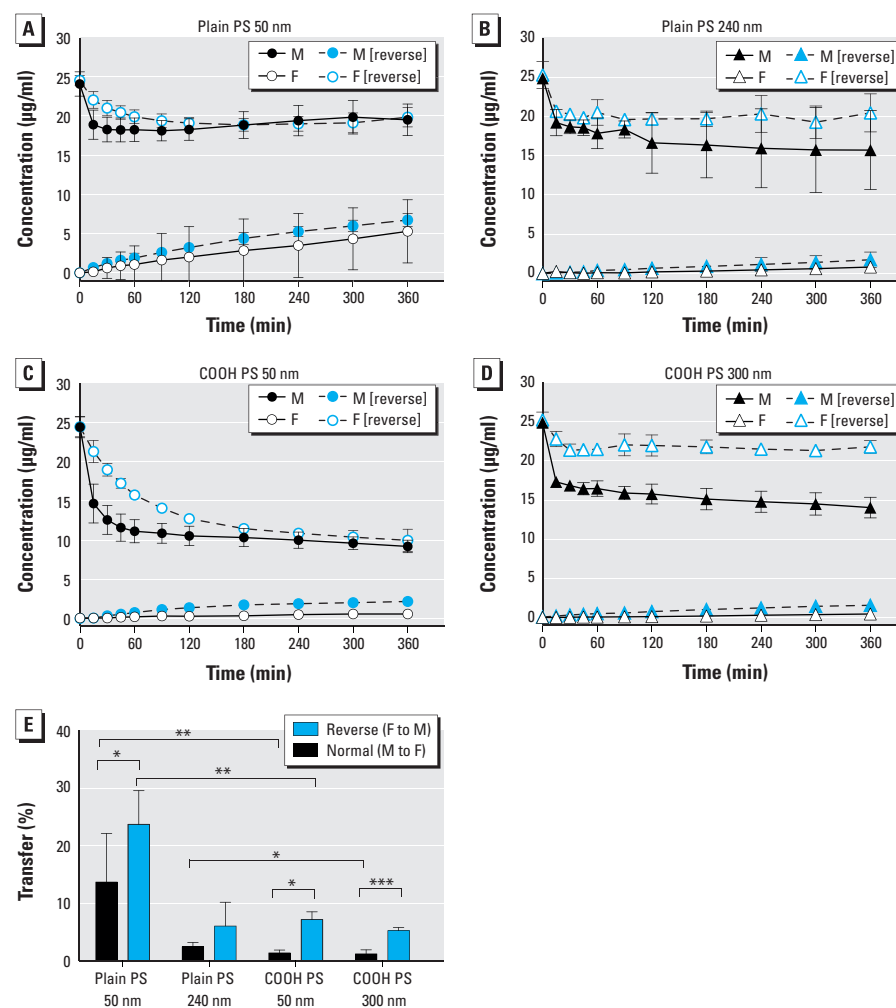 A
Plain PS 50 nm
M
M [reverse]
F
F [reverse]
Concentration (µg/ml)
30
25
20
15
10
5
0
0 60 120 180 240 300 360
Time (min)
B
Plain PS 240 nm
M
M [reverse]
F
F [reverse]
Concentration (µg/ml)
30
25
20
15
10
5
0
0 60 120 180 240 300 360
Time (min)
C
COOH PS 50 nm
M
M [reverse]
F
F [reverse]
Concentration (µg/ml)
30
25
20
15
10
5
0
0 60 120 180 240 300 360
Time (min)
D
COOH PS 300 nm
M
M [reverse]
F
F [reverse]
Concentration (µg/ml)
30
25
20
15
10
5
0
0 60 120 180 240 300 360
Time (min)
E
Reverse (F to M)
Normal (M to F)
Transfer (%)
40
30
20
10
0
**
*
**
*
*
***
Plain PS Plain PS COOH PS COOH PS
50 nm 240 nm 50 nm 300 nm